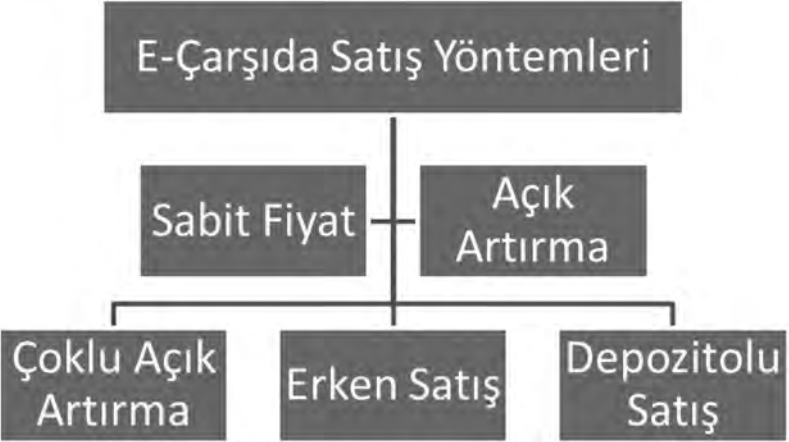 E-Çarşıda Satış Yöntemleri
Sabit Fiyat
Açık
Artırma
Çoklu Açık
Artırma
Erken Satış
Depozitolu
Satış